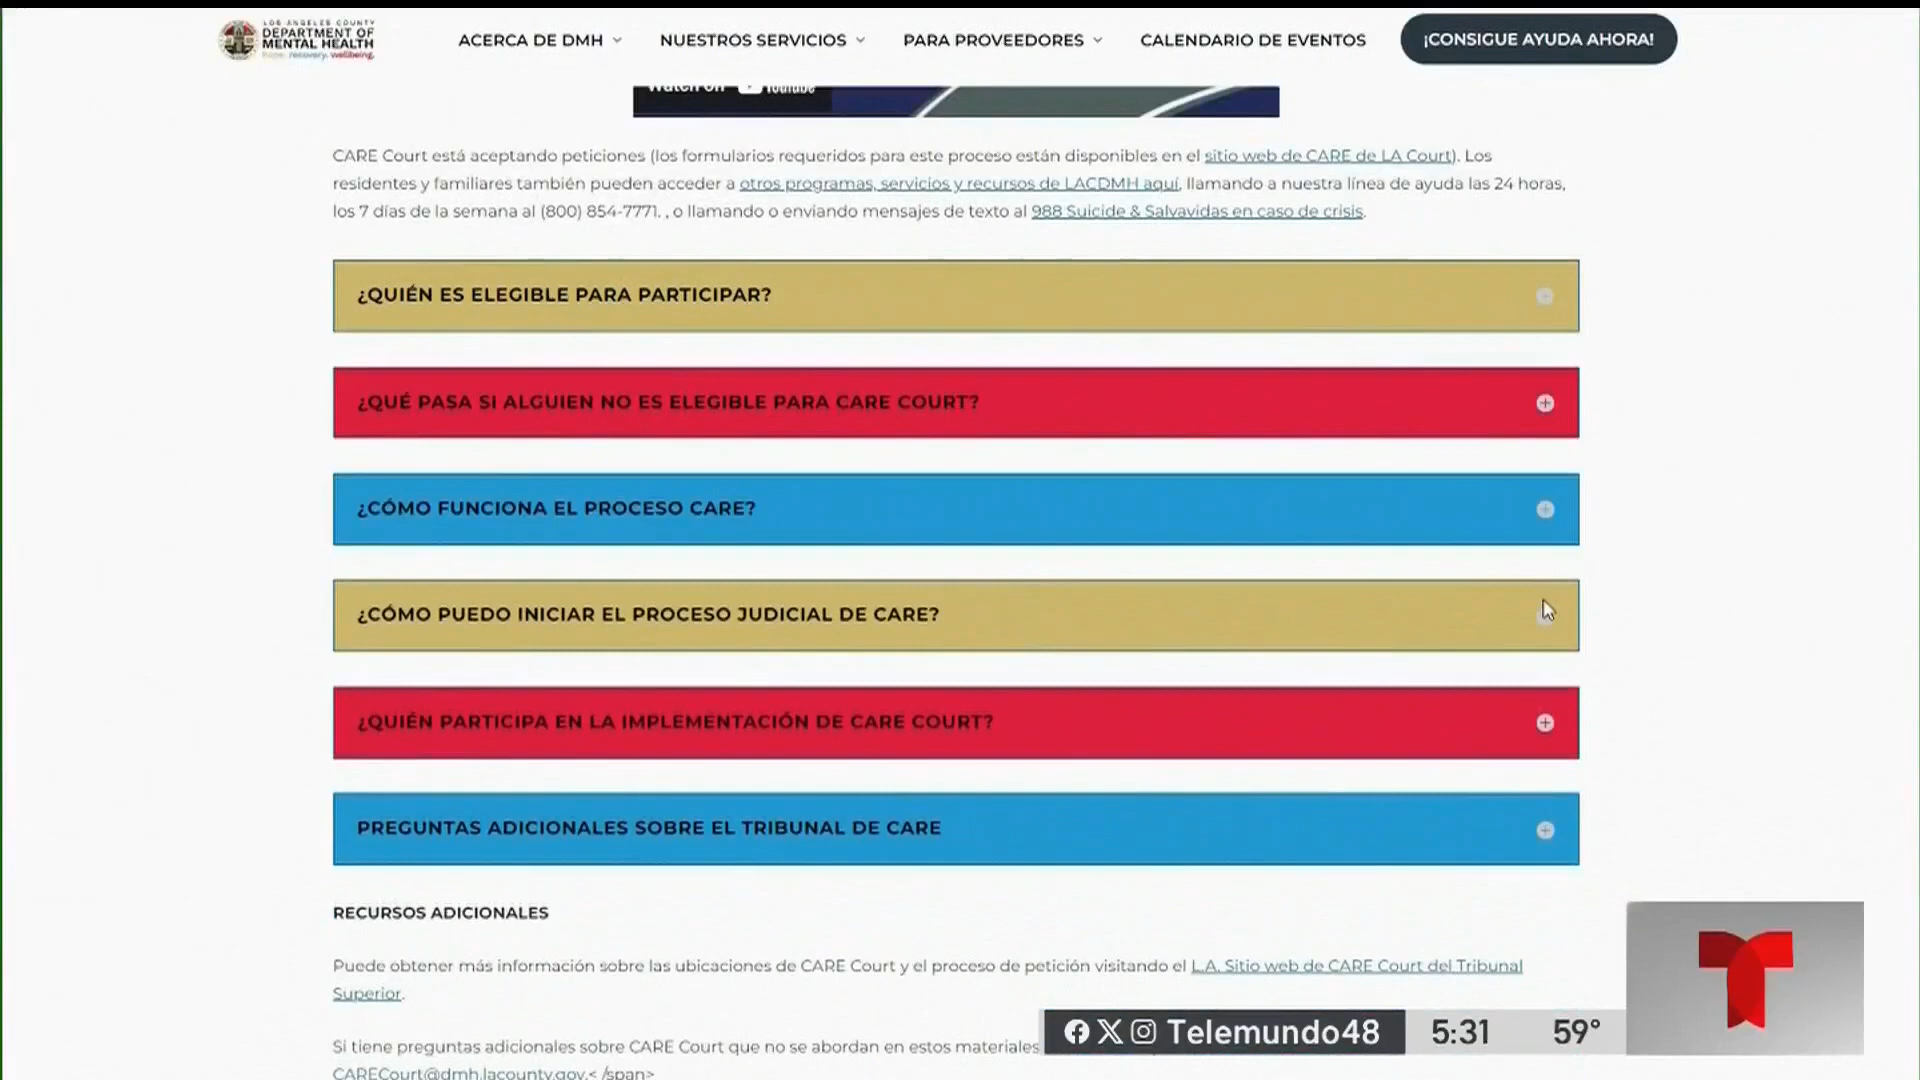 LOS ANGELES COUNTY
DEPARTMENT OF
MENTAL HEALTH
hope. recovery. wellbeing.
ACERCA DE DMH
NUESTROS SERVICIOS
PARA PROVEEDORES
CALENDARIO DE EVENTOS
¡CONSIGUE AYUDA AHORA!
Watch on YouTube
CARE Court está aceptando peticiones (los formularios requeridos para este proceso están disponibles en el sitio web de CARE de LA Court). Los
residentes y familiares también pueden acceder a otros programas, servicios y recursos de LACDMH aquí, llamando a nuestra línea de ayuda las 24 horas,
los 7 días de la semana al (800) 854-7771. , o llamando o enviando mensajes de texto al 988 Suicide & Salvavidas en caso de crisis.
¿QUIÉN ES ELEGIBLE PARA PARTICIPAR?
¿QUÉ PASA SI ALGUIEN NO ES ELEGIBLE PARA CARE COURT?
¿CÓMO FUNCIONA EL PROCESO CARE?
¿CÓMO PUEDO INICIAR EL PROCESO JUDICIAL DE CARE?
¿QUIÉN PARTICIPA EN LA IMPLEMENTACIÓN DE CARE COURT?
PREGUNTAS ADICIONALES SOBRE EL TRIBUNAL DE CARE
RECURSOS ADICIONALES
Puede obtener más información sobre las ubicaciones de CARE Court y el proceso de petición visitando el L.A. Sitio web de CARE Court del Tribunal
Superior.
Si tiene preguntas adicionales sobre CARE Court que no se abordan en estos materiales
CARECourt@dmh.lacounty.gov.< /span>
Telemundo48
5:31
59°